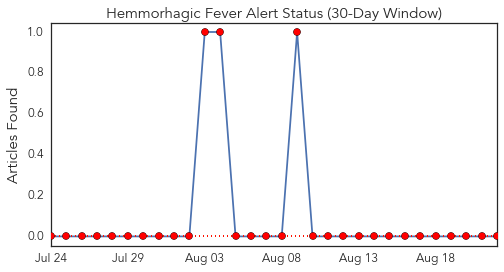 Hemmorhagic Fever Alert Status (30-Day Window)
Articles Found
1.0
0.8
0.6
0.4
0.2
0.0
Jul 24 Jul 29 Aug 03 Aug 08 Aug 13 Aug 18